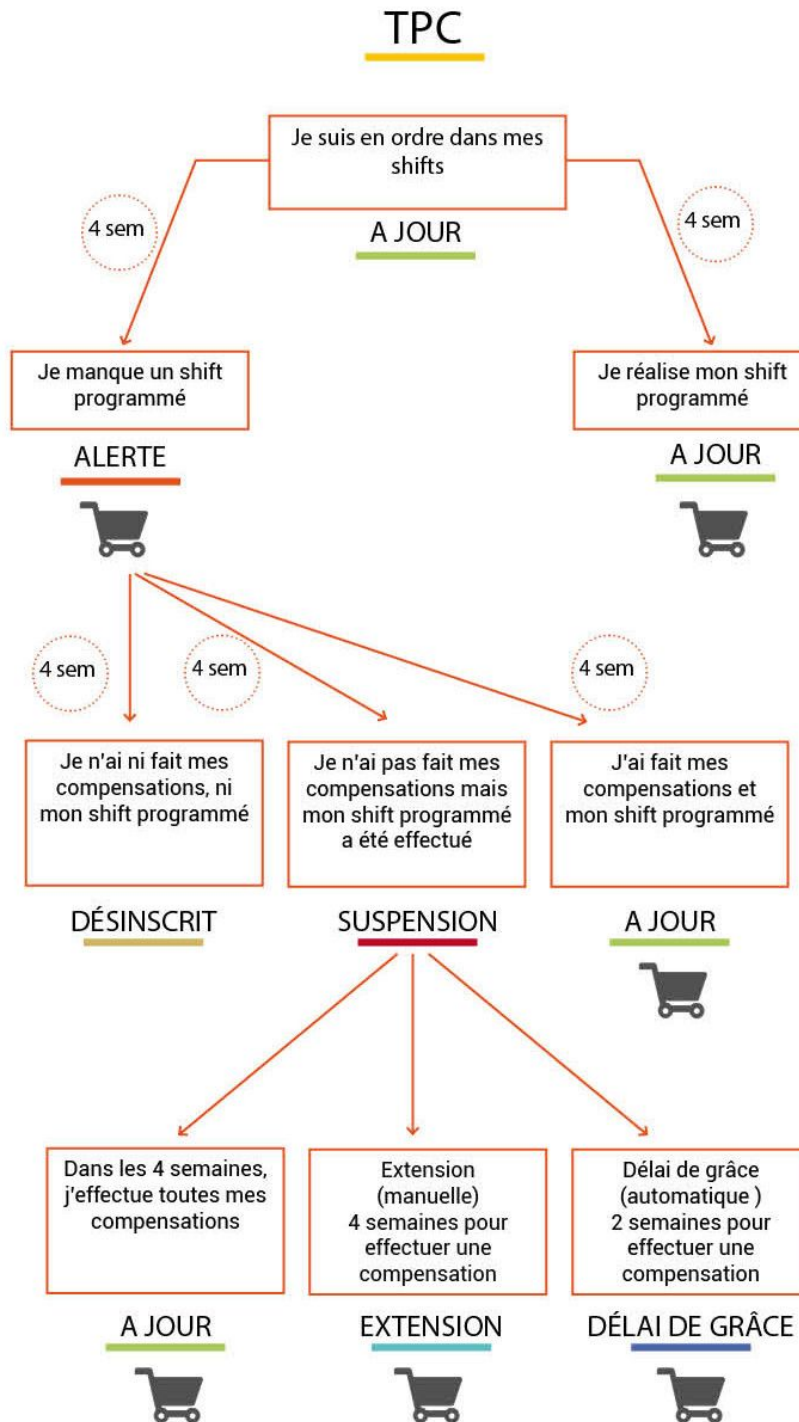 TPC
Je suis en ordre dans mes
shifts
A JOUR
4 sem
4 sem
Je manque un shift
programmé
ALERTE
Je réalise mon shift
programmé
A JOUR
4 sem
4 sem
4 sem
Je n'ai ni fait mes
compensations, ni
mon shift programmé
DÉSINSCRIT
Je n'ai pas fait mes
compensations mais
mon shift programmé
a été effectué
SUSPENSION
J'ai fait mes
compensations et
mon shift programmé
A JOUR
Dans les 4 semaines,
j'effectue toutes mes
compensations
A JOUR
Extension
(manuelle)
4 semaines pour
effectuer une
compensation
EXTENSION
Délai de grâce
(automatique )
2 semaines pour
effectuer une
compensation
DÉLAI DE GRÂCE